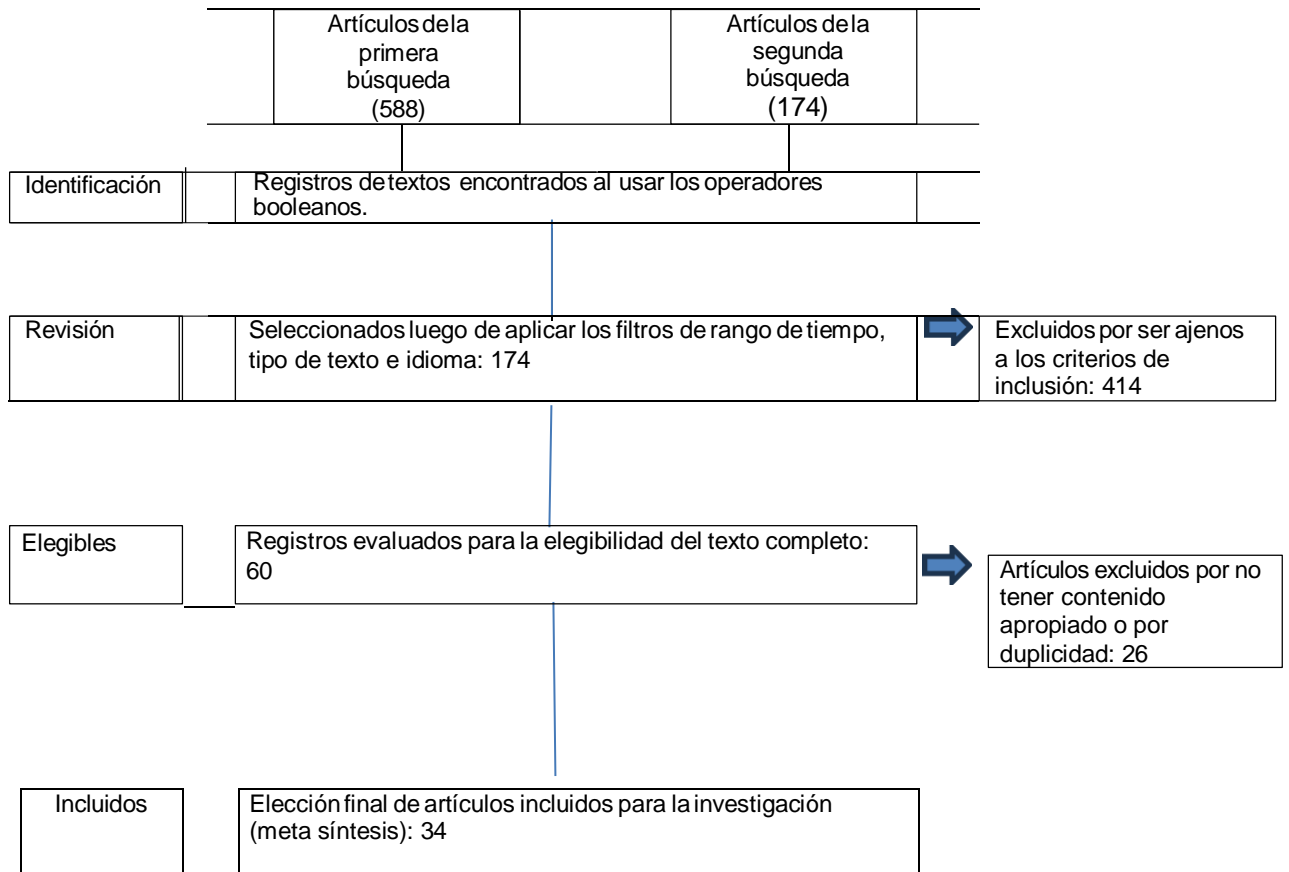 Artículos de la
primera
búsqueda
(588)
Artículos de la
segunda
búsqueda
(174)
Identificación
Registros de textos encontrados al usar los operadores
booleanos.
Revisión
Seleccionados luego de aplicar los filtros de rango de tiempo,
tipo de texto e idioma: 174
Excluidos por ser ajenos
a los criterios de
inclusión: 414
Elegibles
Registros evaluados para la elegibilidad del texto completo:
60
Artículos excluidos por no
tener contenido
apropiado o por
duplicidad: 26
Incluidos
Elección final de artículos incluidos para la investigación
(meta síntesis): 34